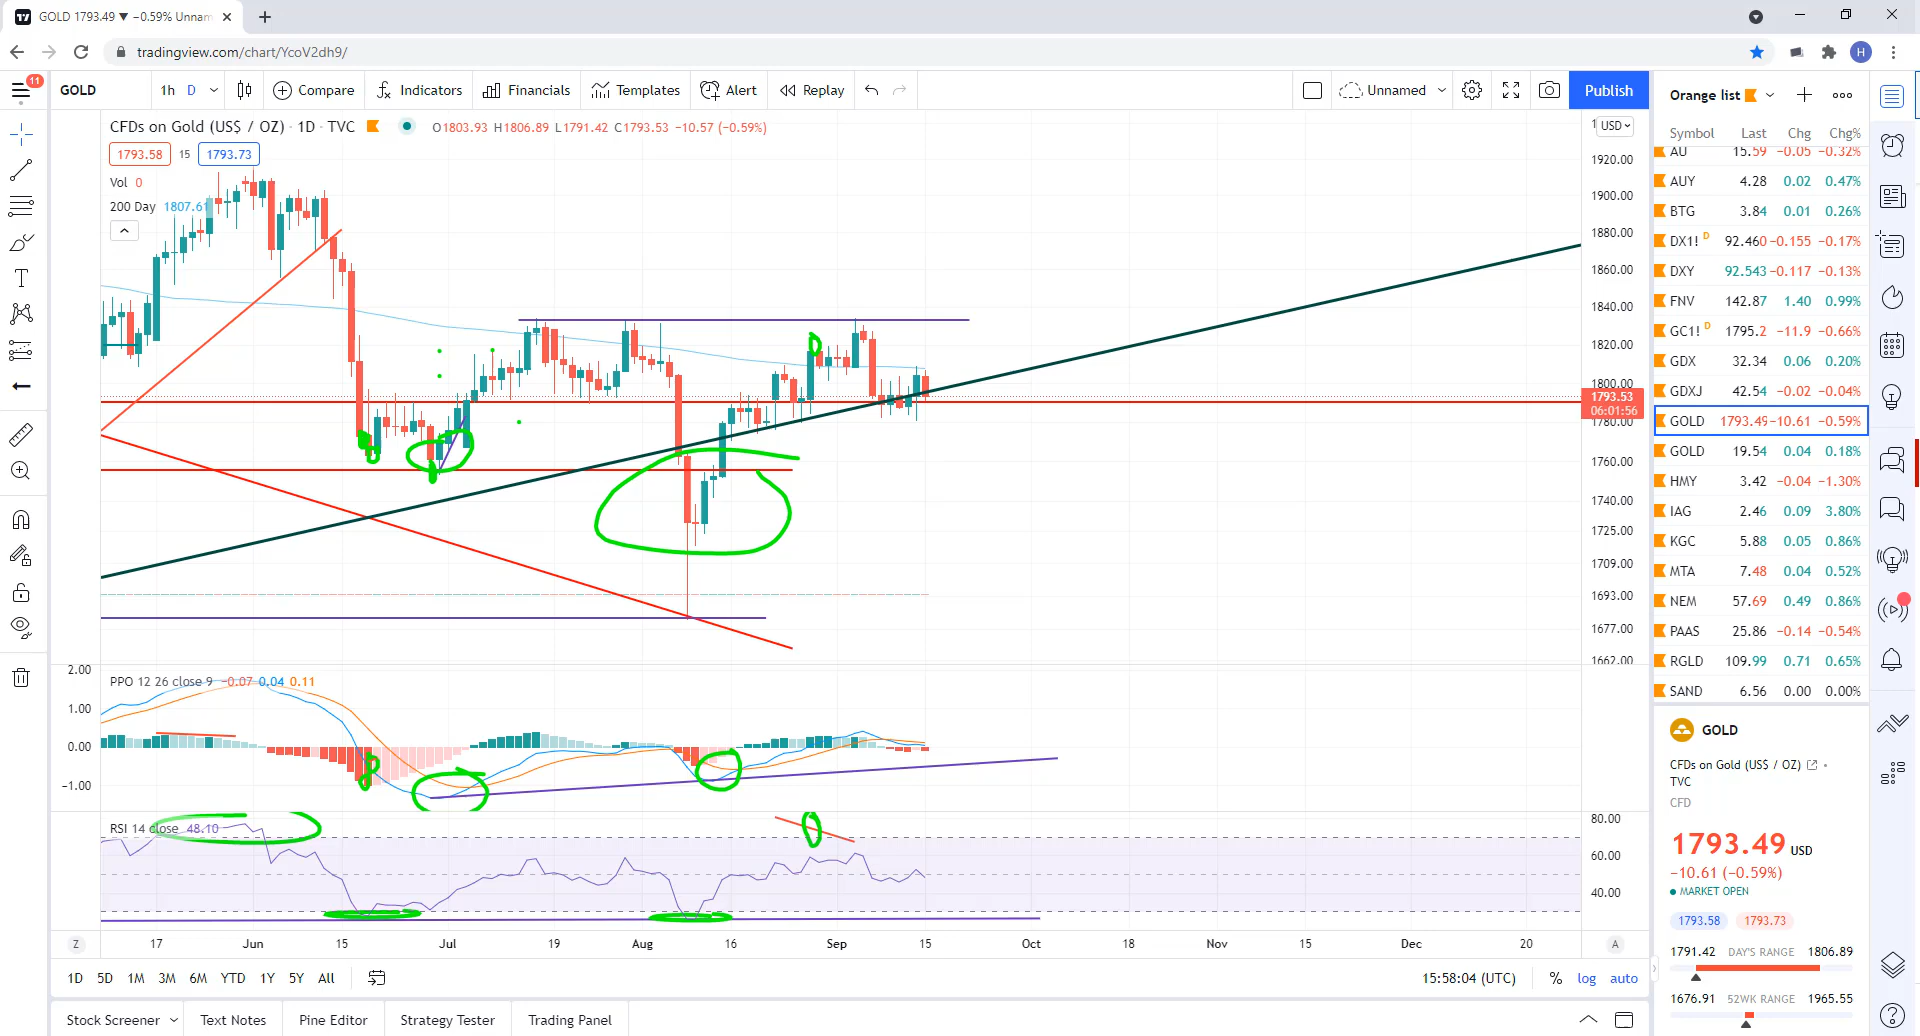 GOLD 1793.49 ▼ −0.59% Unnam
tradingview.com/chart/YcoV2dh9/
11
GOLD 1h D Compare Indicators Financials Templates Alert Replay Unnamed Publish
CFDs on Gold (US$ / OZ) · 1D · TVC O1803.93 H1806.89 L1791.42 C1793.53 −10.57 (−0.59%)
1793.58 15 1793.73
Vol 0
200 Day 1807.61
USD
1920.00
1900.00
1880.00
1860.00
1840.00
1820.00
1800.00
1793.53
06:01:56
1780.00
1760.00
1740.00
1725.00
1709.00
1693.00
1677.00
1662.00
PPO 12 26 close 9 −0.07 0.04 0.11
2.00
1.00
0.00
−1.00
RSI 14 close 48.10
80.00
60.00
40.00
Z 17 Jun 15 Jul 19 Aug 16 Sep 15 Oct 18 Nov 15 Dec 20 A
1D 5D 1M 3M 6M YTD 1Y 5Y All 15:58:04 (UTC) % log auto
Stock Screener Text Notes Pine Editor Strategy Tester Trading Panel
Orange list
Symbol Last Chg Chg%
AU 15.59 −0.05 −0.32%
AUY 4.28 0.02 0.47%
BTG 3.84 0.01 0.26%
DX1! D 92.460 −0.155 −0.17%
DXY 92.543 −0.117 −0.13%
FNV 142.87 1.40 0.99%
GC1! D 1795.2 −11.9 −0.66%
GDX 32.34 0.06 0.20%
GDXJ 42.54 −0.02 −0.04%
GOLD 1793.49 −10.61 −0.59%
GOLD 19.54 0.04 0.18%
HMY 3.42 −0.04 −1.30%
IAG 2.46 0.09 3.80%
KGC 5.88 0.05 0.86%
MTA 7.48 0.04 0.52%
NEM 57.69 0.49 0.86%
PAAS 25.86 −0.14 −0.54%
RGLD 109.99 0.71 0.65%
SAND 6.56 0.00 0.00%
GOLD
CFDs on Gold (US$ / OZ) •
TVC
CFD
1793.49 USD
−10.61 (−0.59%)
MARKET OPEN
1793.58 1793.73
1791.42 DAY'S RANGE 1806.89
1676.91 52WK RANGE 1965.55